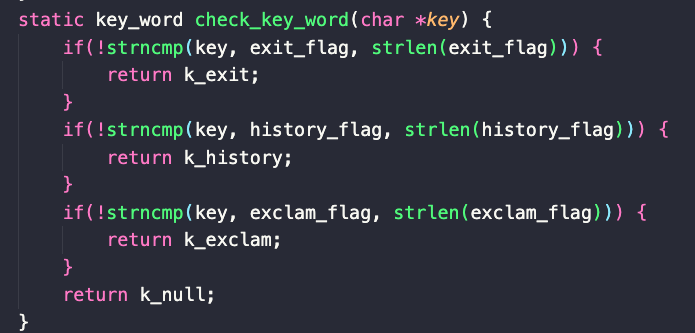 static key_word check_key_word(char *key) {
    if(!strncmp(key, exit_flag, strlen(exit_flag))) {
        return k_exit;
    }
    if(!strncmp(key, history_flag, strlen(history_flag))) {
        return k_history;
    }
    if(!strncmp(key, exclam_flag, strlen(exclam_flag))) {
        return k_exclam;
    }
    return k_null;
}